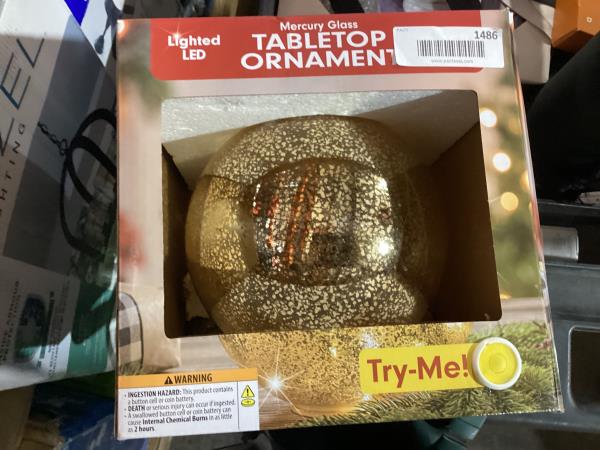 Mercury Glass
Lighted
LED
TABLETOP
ORNAMENT
1486
Try-Me!
WARNING
- INGESTION HAZARD: This product contains
a button cell or coin battery.
- DEATH or serious injury can occur if ingested.
- A swallowed button cell or coin battery can
cause Internal Chemical Burns in as little
as 2 hours.